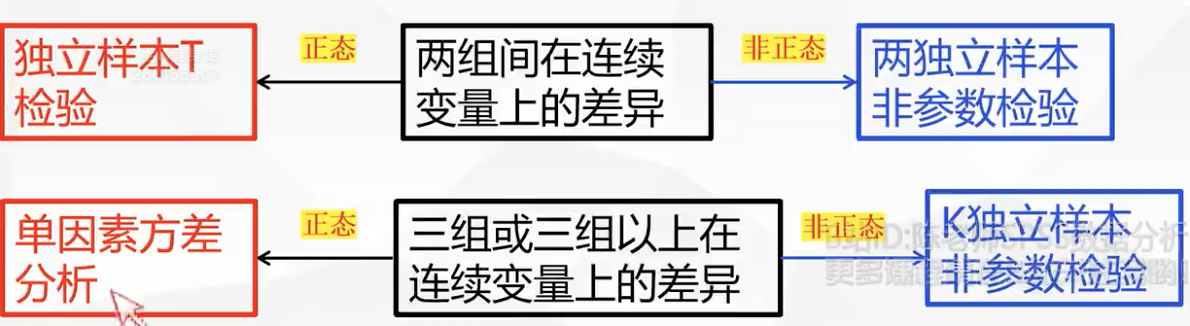 独立样本T
检验
正态
两组间在连续
变量上的差异
非正态
两独立样本
非参数检验
单因素方差
分析
正态
三组或三组以上在
连续变量上的差异
非正态
K独立样本
非参数检验